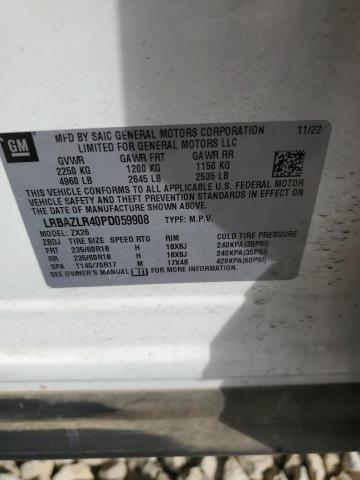 GM
MFD BY SAIC GENERAL MOTORS CORPORATION 11/22
LIMITED FOR GENERAL MOTORS LLC
GVWR GAWR FRT GAWR RR
2250 KG 1200 KG 1150 KG
4960 LB 2645 LB 2535 LB
THIS VEHICLE CONFORMS TO ALL APPLICABLE U.S. FEDERAL MOTOR
VEHICLE SAFETY AND THEFT PREVENTION STANDARDS IN EFFECT ON
THE DATE OF MANUFACTURE SHOWN ABOVE.
LRBAZLR40PD059908 TYPE: M.P.V.
MODEL: ZX26
ZBDJ TIRE SIZE SPEED RTG RIM COLD TIRE PRESSURE
FRT 235/60R18 H 18X8J 240KPA(35PSI)
RR 235/60R18 H 18X8J 240KPA(35PSI)
SPA T145/70R17 M 17X4B 420KPA(60PSI)
SEE OWNER'S MANUAL FOR